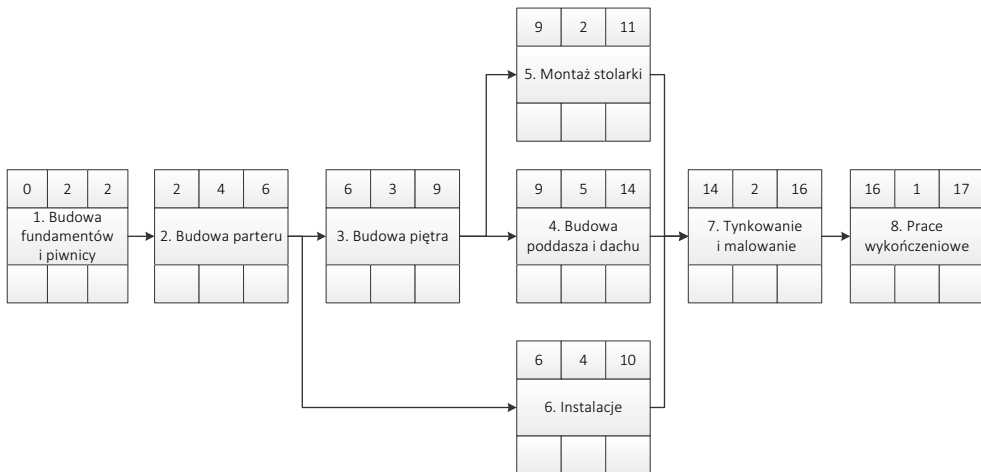 9 2 11
5. Montaż stolarki
0 2 2
1. Budowa
fundamentów
i piwnicy
2 4 6
2. Budowa parteru
6 3 9
3. Budowa piętra
9 5 14
4. Budowa
poddasza i dachu
14 2 16
7. Tynkowanie
i malowanie
16 1 17
8. Prace
wykończeniowe
6 4 10
6. Instalacje